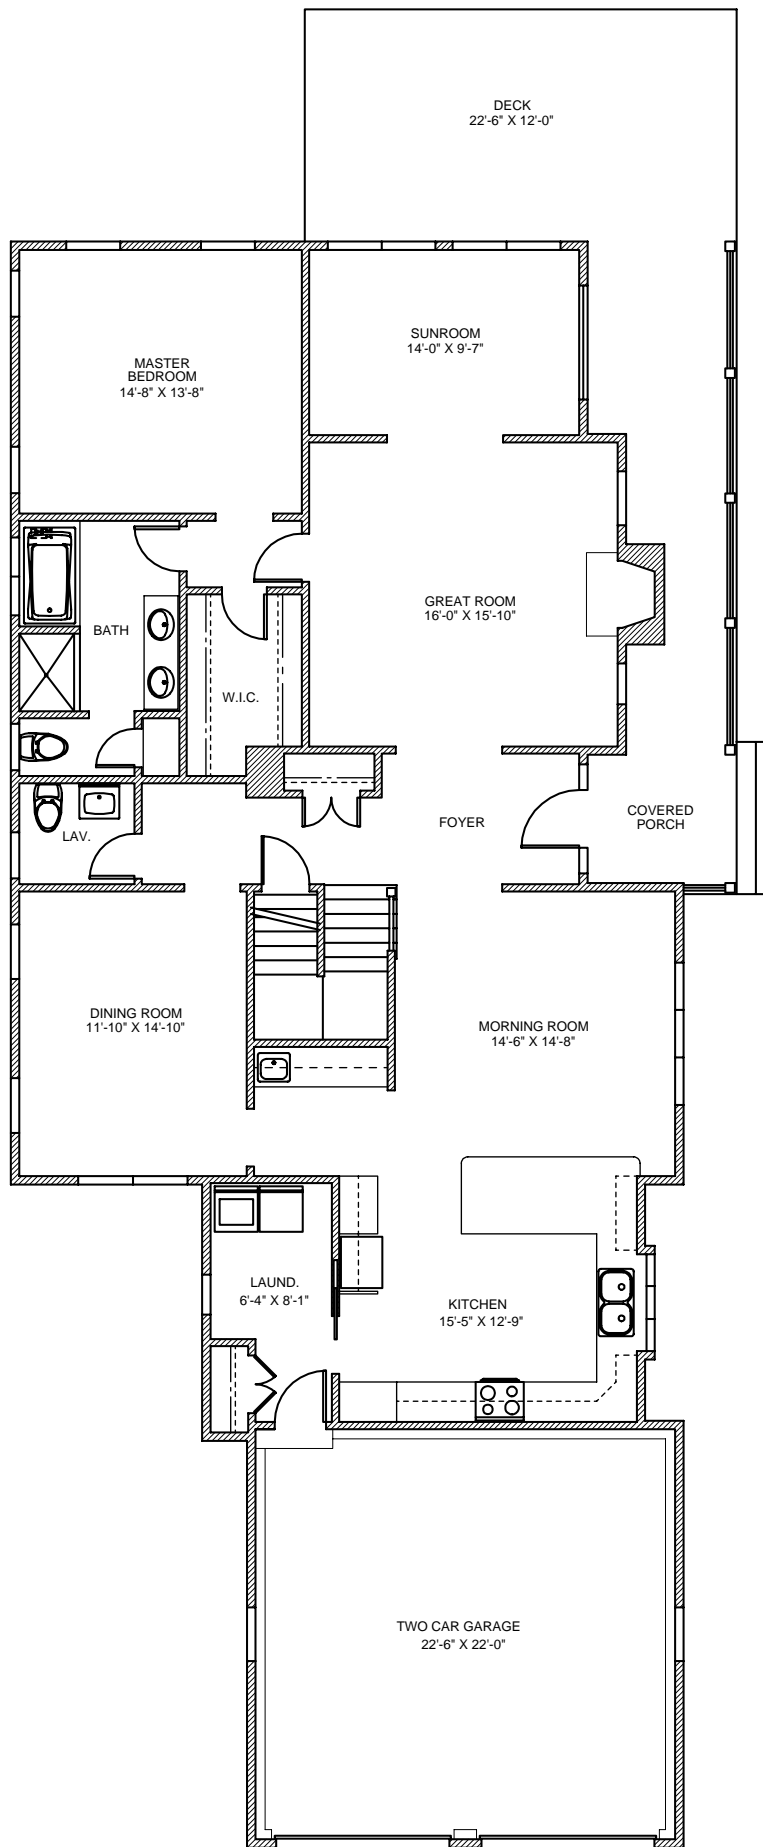 DECK
22'-6" X 12'-0"
SUNROOM
14'-0" X 9'-7"
MASTER
BEDROOM
14'-8" X 13'-8"
GREAT ROOM
16'-0" X 15'-10"
BATH
W.I.C.
COVERED
PORCH
FOYER
LAV.
DINING ROOM
11'-10" X 14'-10"
MORNING ROOM
14'-6" X 14'-8"
LAUND.
6'-4" X 8'-1"
KITCHEN
15'-5" X 12'-9"
TWO CAR GARAGE
22'-6" X 22'-0"